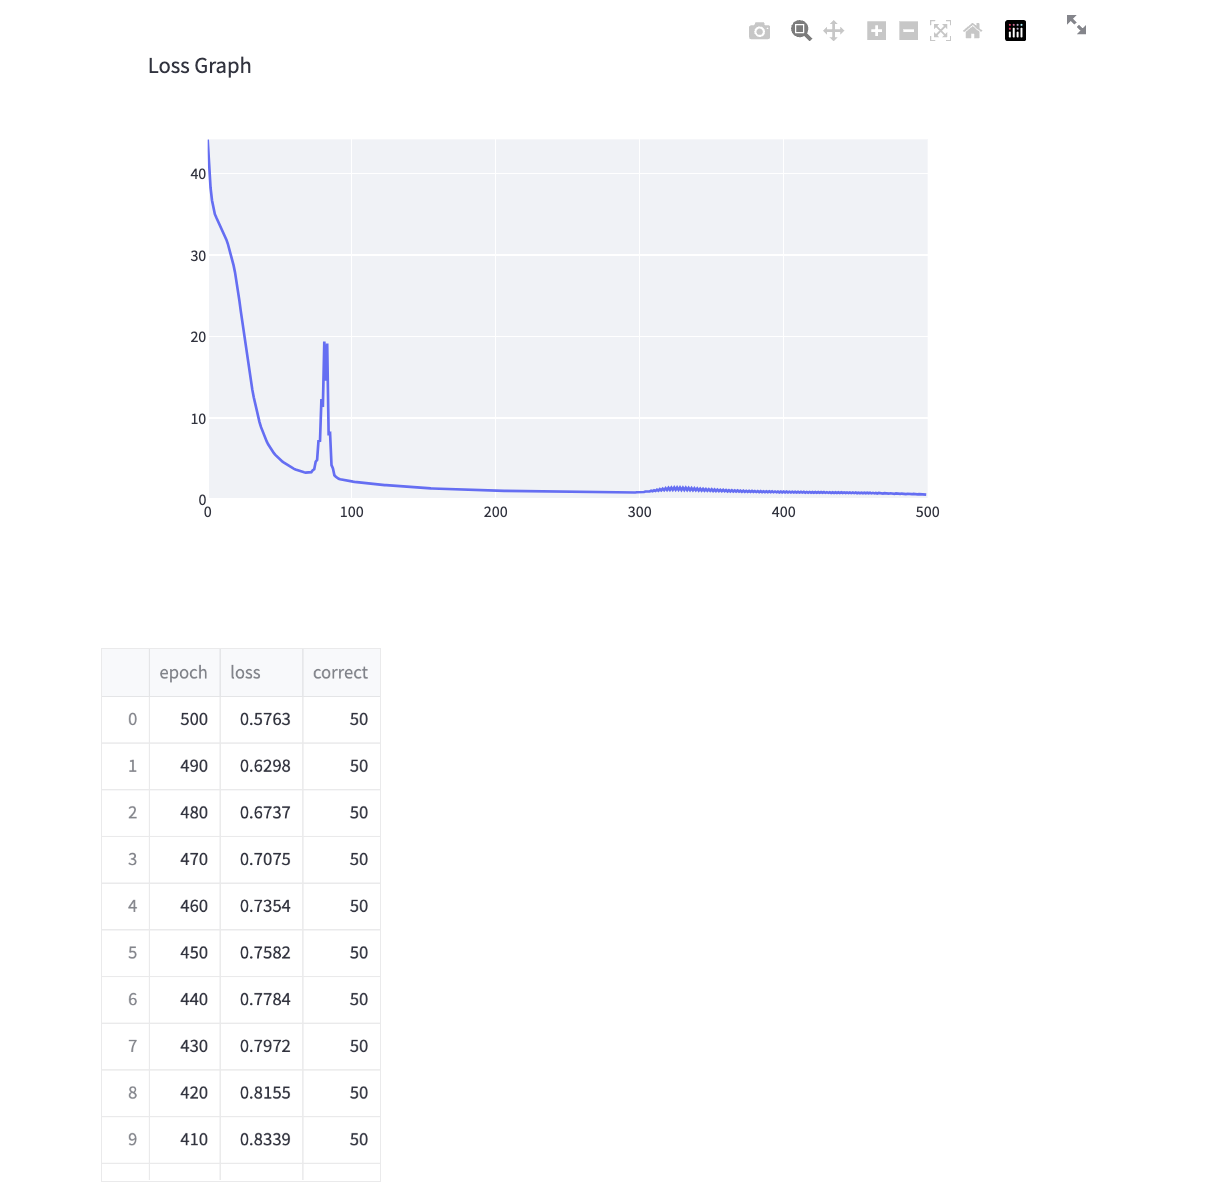 Loss Graph
40
30
20
10
0
0 100 200 300 400 500
epoch loss correct
0 500 0.5763 50
1 490 0.6298 50
2 480 0.6737 50
3 470 0.7075 50
4 460 0.7354 50
5 450 0.7582 50
6 440 0.7784 50
7 430 0.7972 50
8 420 0.8155 50
9 410 0.8339 50